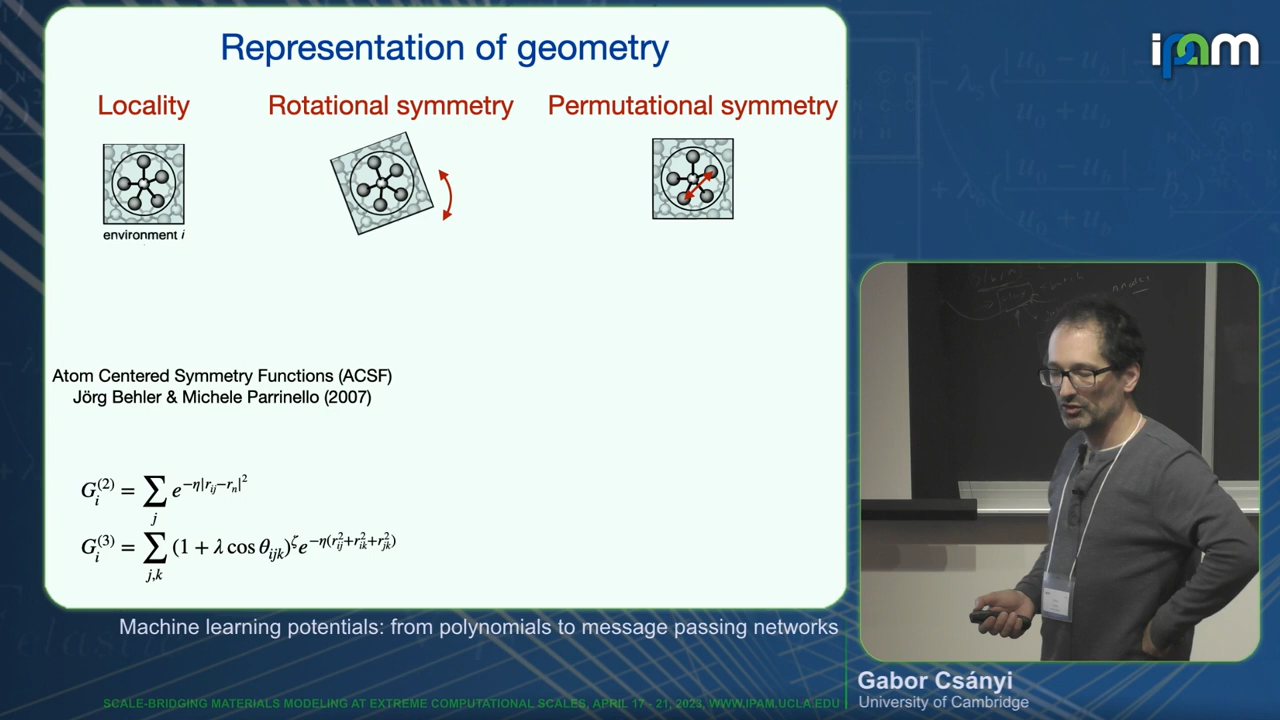 Representation of geometry
Locality
Rotational symmetry
Permutational symmetry
environment i
Atom Centered Symmetry Functions (ACSF)
Jörg Behler & Michele Parrinello (2007)
G_i^{(2)} = \sum_j e^{-\eta|r_{ij}-r_n|^2}
G_i^{(3)} = \sum_{j,k} (1 + \lambda \cos \theta_{ijk})^\zeta e^{-\eta(r_{ij}^2+r_{ik}^2+r_{jk}^2)}
ipam
Machine learning potentials: from polynomials to message passing networks
Gabor Csányi
University of Cambridge
SCALE-BRIDGING MATERIALS MODELING AT EXTREME COMPUTATIONAL SCALES, APRIL 17 - 21, 2023, WWW.IPAM.UCLA.EDU